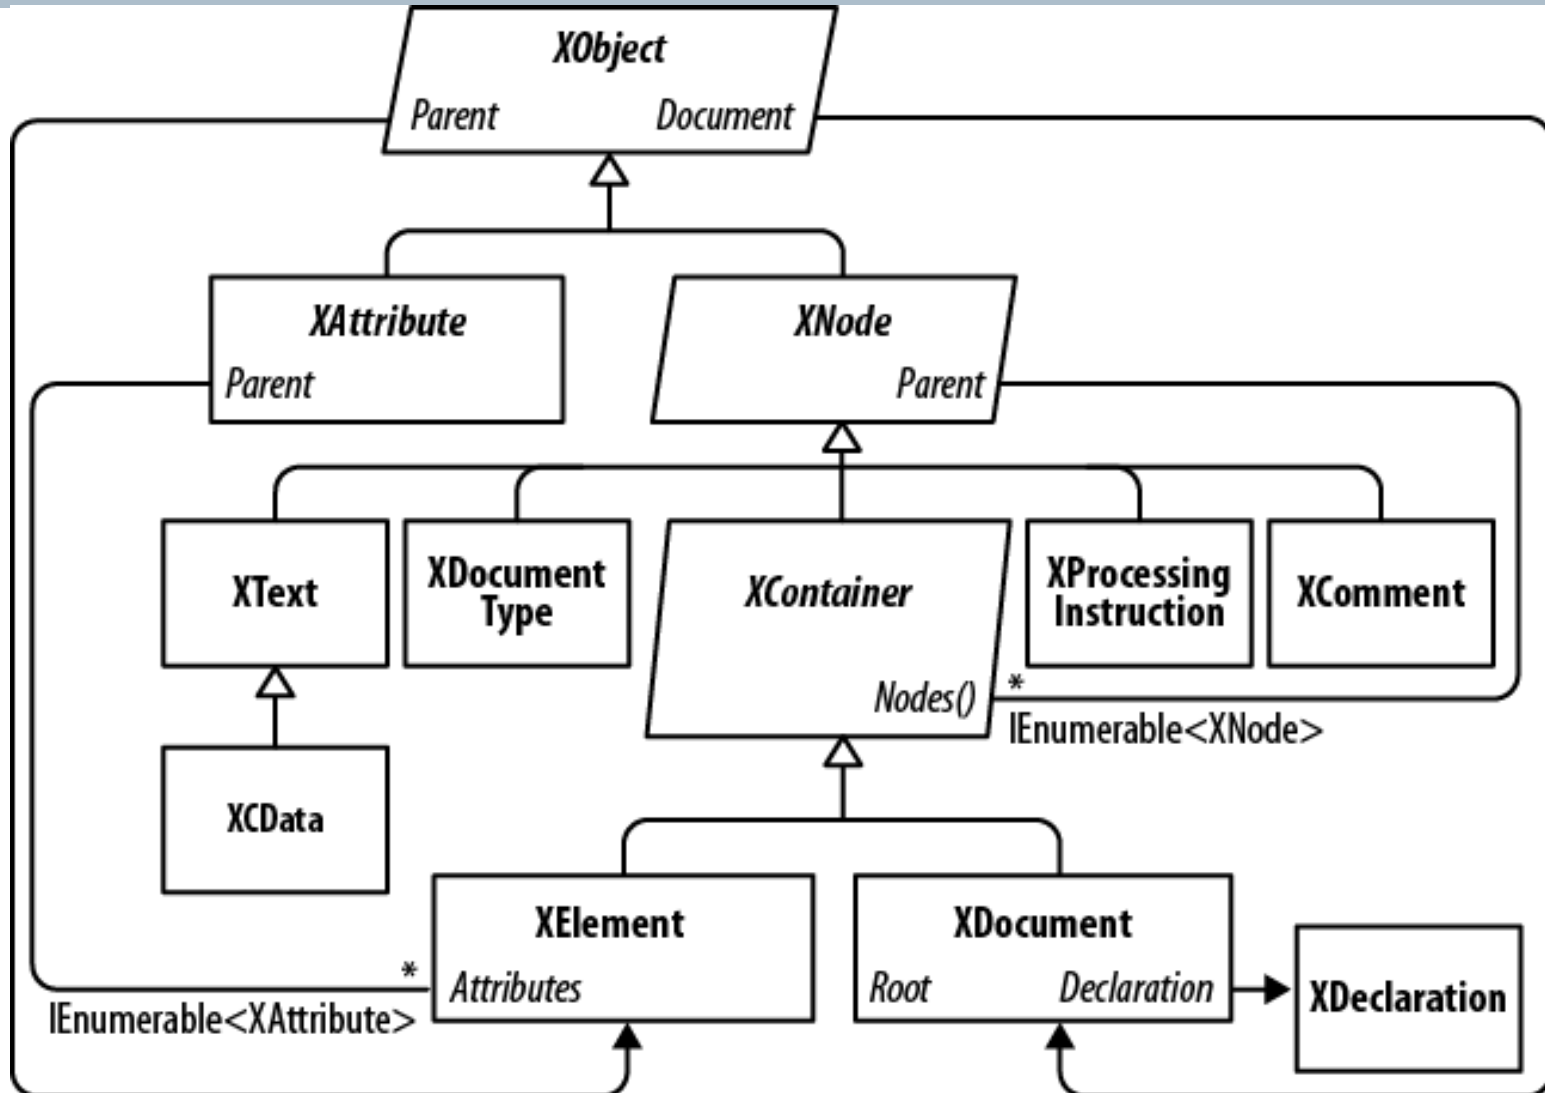 XObject
Parent Document
XAttribute
Parent
XNode
Parent
XText
XDocument
Type
XContainer
Nodes()
XProcessing
Instruction
XComment
*
IEnumerable<XNode>
XCData
XElement
Attributes
*
IEnumerable<XAttribute>
XDocument
Root Declaration
XDeclaration